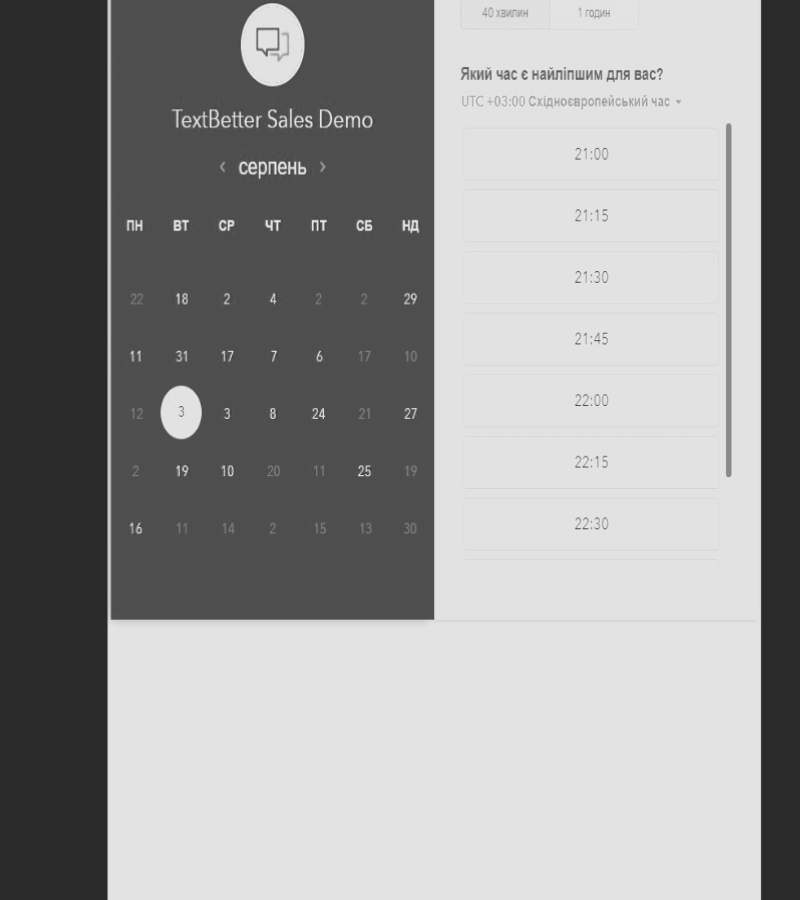 40 хвилин 1 годин
TextBetter Sales Demo
‹ серпень ›
ПН ВТ СР ЧТ ПТ СБ НД
22 18 2 4 2 2 29
11 31 17 7 6 17 10
12 3 3 8 24 21 27
2 19 10 20 11 25 19
16 11 14 2 15 13 30
Який час є найліпшим для вас?
UTC +03:00 Східноєвропейський час
21:00
21:15
21:30
21:45
22:00
22:15
22:30